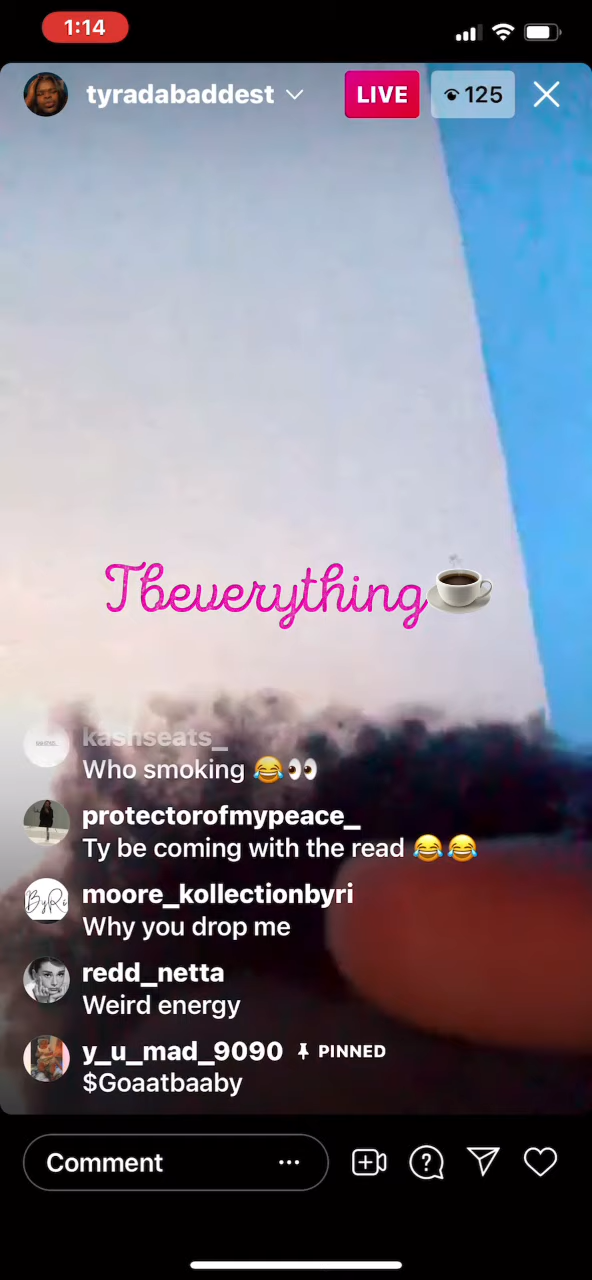 1:14
tyradabaddest
LIVE
125
Tbeverything☕
kashseats_
Who smoking 😂👀
protectorofmypeace_
Ty be coming with the read 😂😂
ByRi
moore_kollectionbyri
Why you drop me
redd_netta
Weird energy
y_u_mad_9090 PINNED
$Goaatbaaby
Comment ...